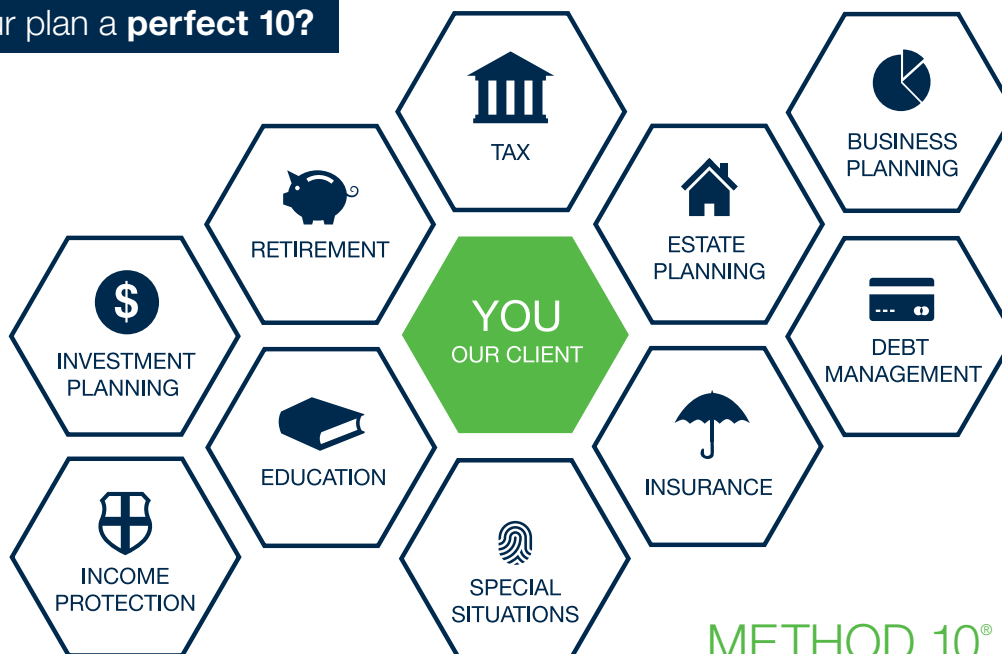 ur plan a perfect 10?
TAX
BUSINESS
PLANNING
RETIREMENT
ESTATE
PLANNING
$
INVESTMENT
PLANNING
YOU
OUR CLIENT
DEBT
MANAGEMENT
EDUCATION
INSURANCE
INCOME
PROTECTION
SPECIAL
SITUATIONS
METHOD 10®